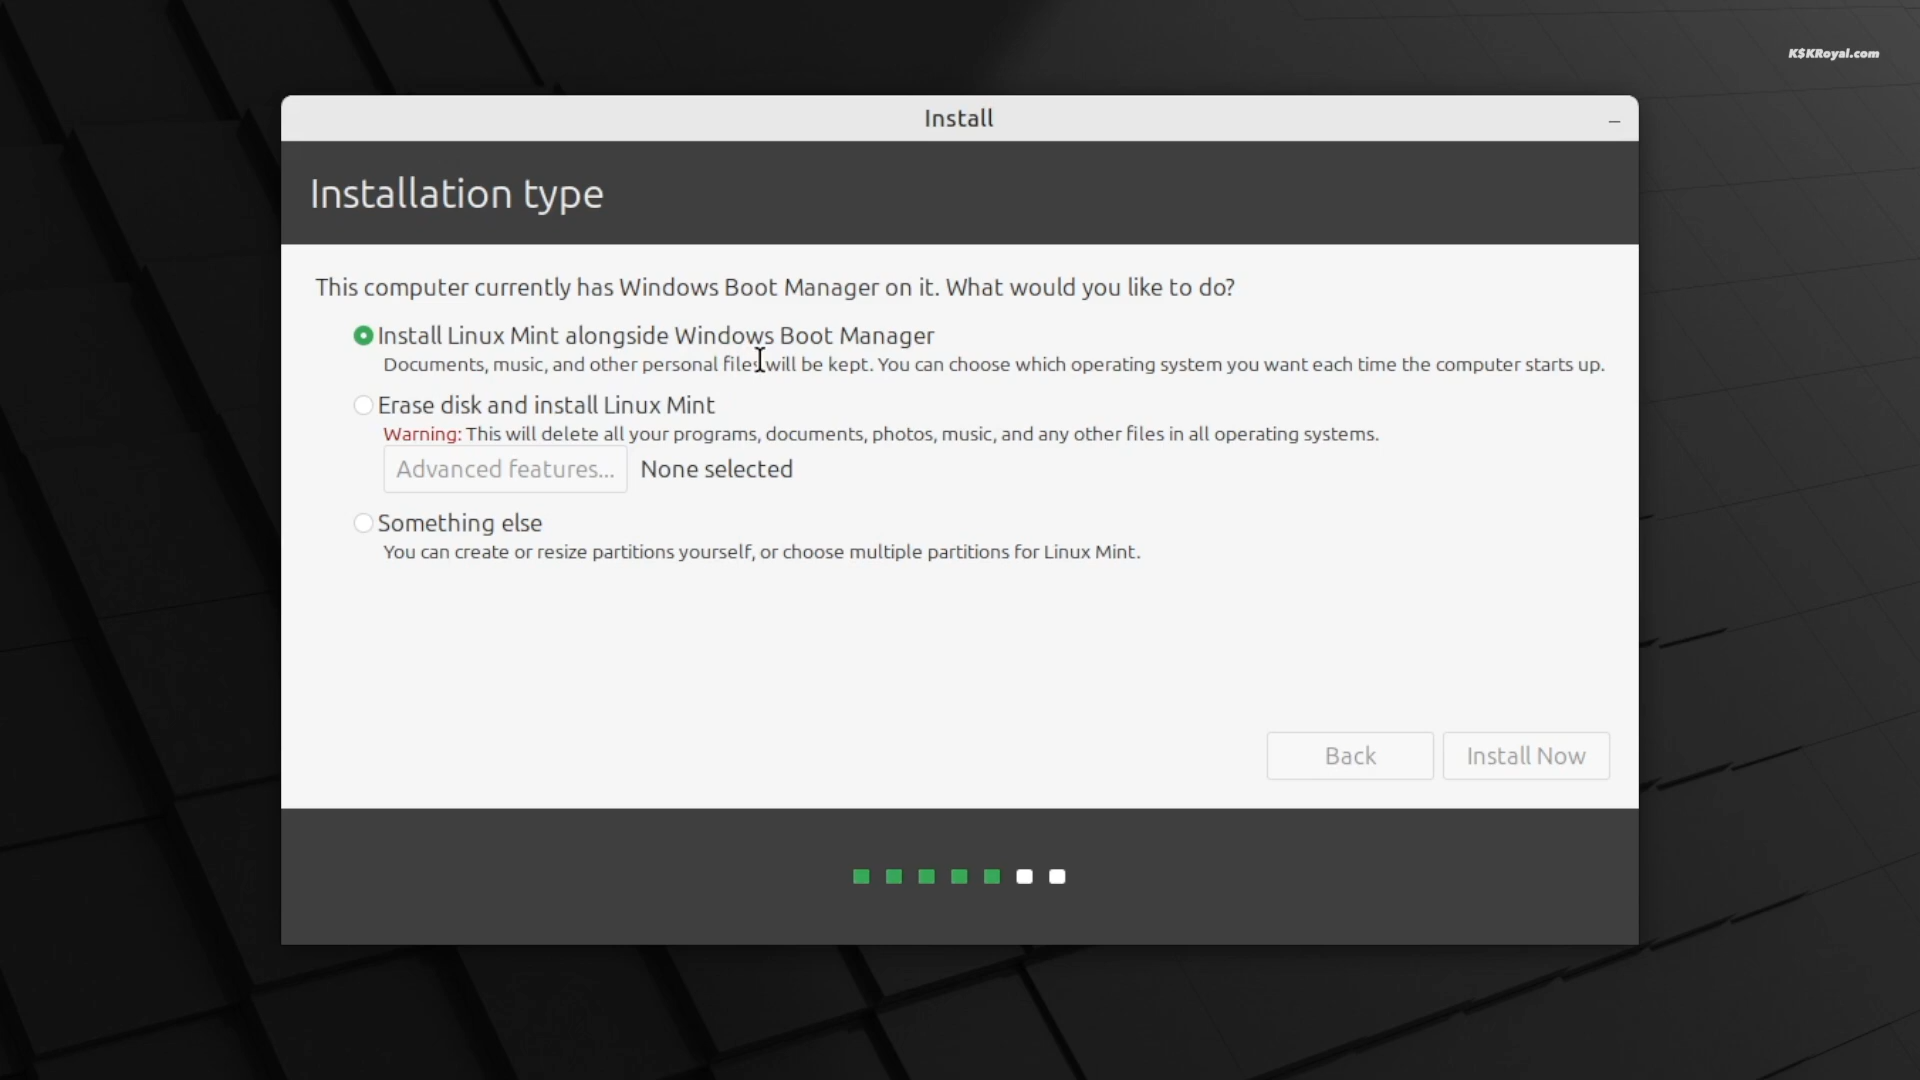 K$KRoyal.com
Install
Installation type
This computer currently has Windows Boot Manager on it. What would you like to do?
Install Linux Mint alongside Windows Boot Manager
Documents, music, and other personal files will be kept. You can choose which operating system you want each time the computer starts up.
Erase disk and install Linux Mint
Warning: This will delete all your programs, documents, photos, music, and any other files in all operating systems.
Advanced features... None selected
Something else
You can create or resize partitions yourself, or choose multiple partitions for Linux Mint.
Back Install Now